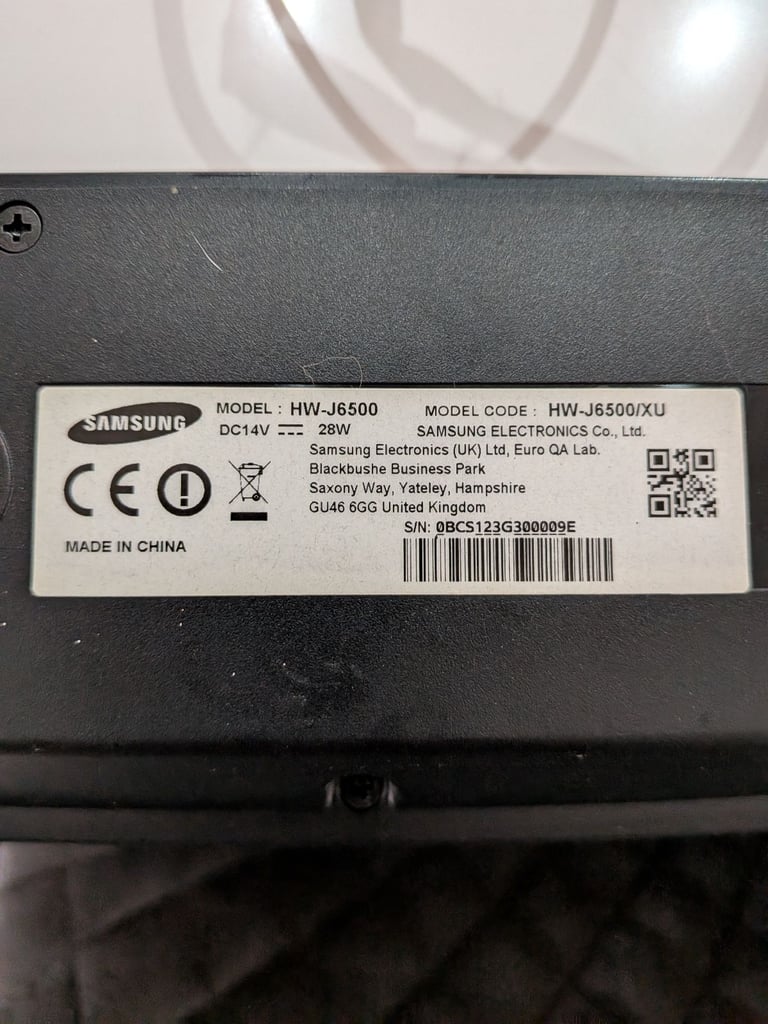 SAMSUNG
MODEL : HW-J6500 MODEL CODE : HW-J6500/XU
DC14V 28W SAMSUNG ELECTRONICS Co., Ltd.
Samsung Electronics (UK) Ltd, Euro QA Lab.
Blackbushe Business Park
Saxony Way, Yateley, Hampshire
GU46 6GG United Kingdom
S/N: 0BCS123G300009E
CE
MADE IN CHINA